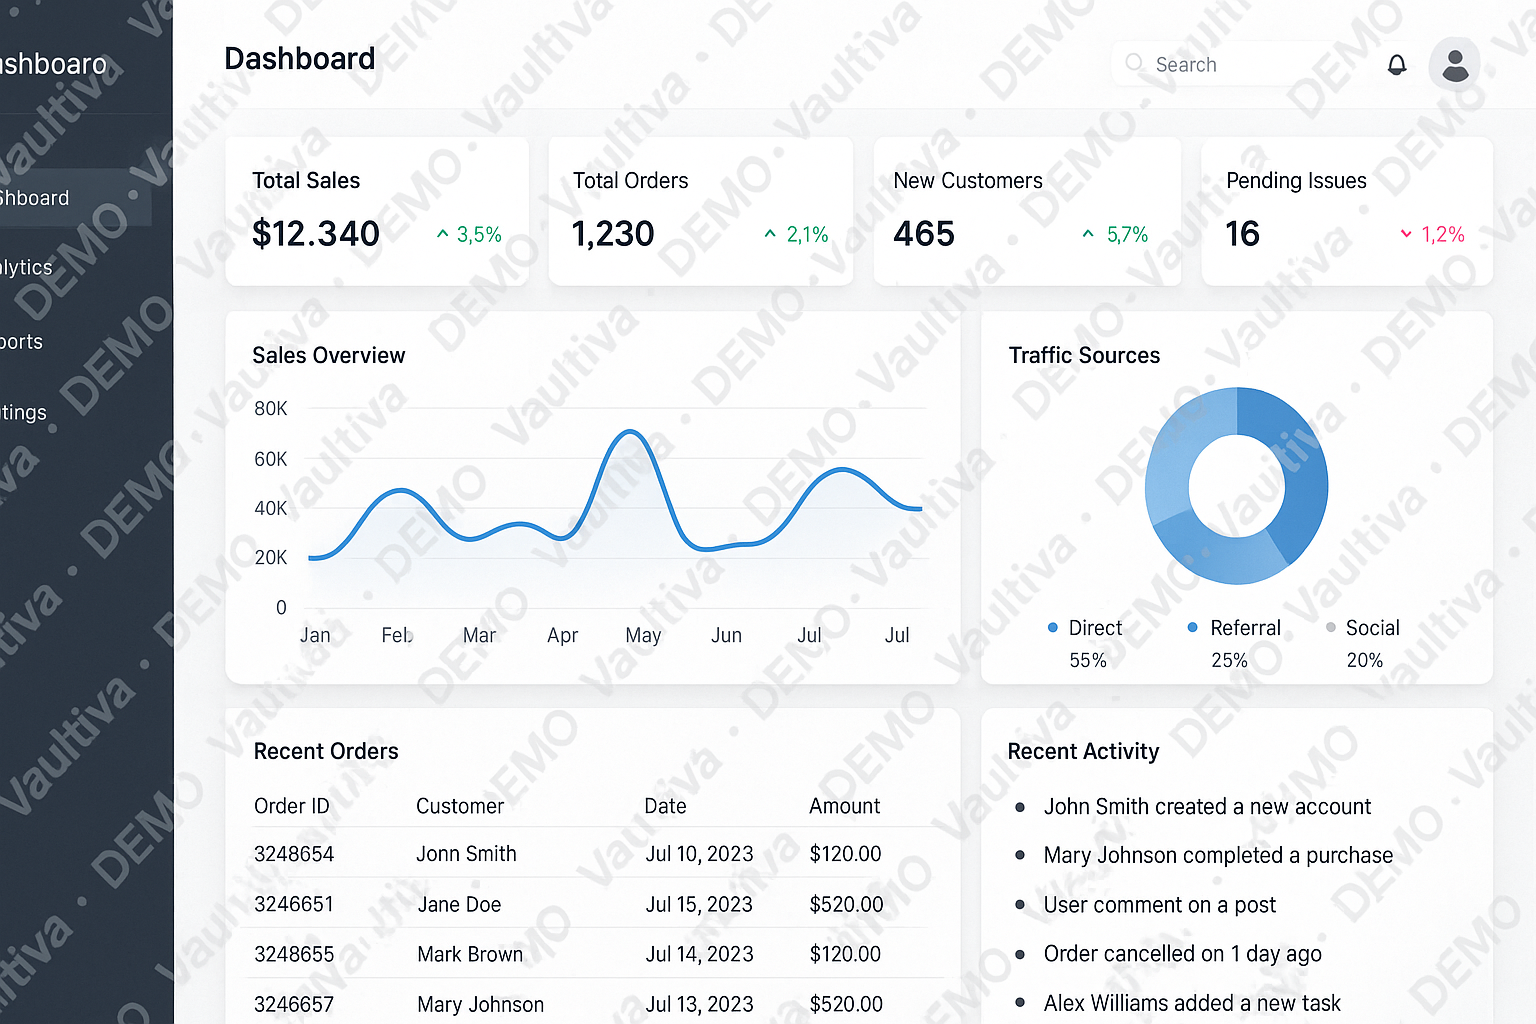 ashboaro
Dashboard
Search
shboard
alytics
ports
tings
Total Sales
$12.340
3,5%
Total Orders
1,230
2,1%
New Customers
465
5,7%
Pending Issues
16
1,2%
Sales Overview
80K
60K
40K
20K
0
Jan Feb Mar Apr May Jun Jul Jul
Traffic Sources
Direct Referral Social
55% 25% 20%
Recent Orders
Order ID Customer Date Amount
3248654 Jonn Smith Jul 10, 2023 $120.00
3246651 Jane Doe Jul 15, 2023 $520.00
3248655 Mark Brown Jul 14, 2023 $120.00
3246657 Mary Johnson Jul 13, 2023 $520.00
Recent Activity
John Smith created a new account
Mary Johnson completed a purchase
User comment on a post
Order cancelled on 1 day ago
Alex Williams added a new task
Vaultiva · DEMO · Vaultiva · DEMO